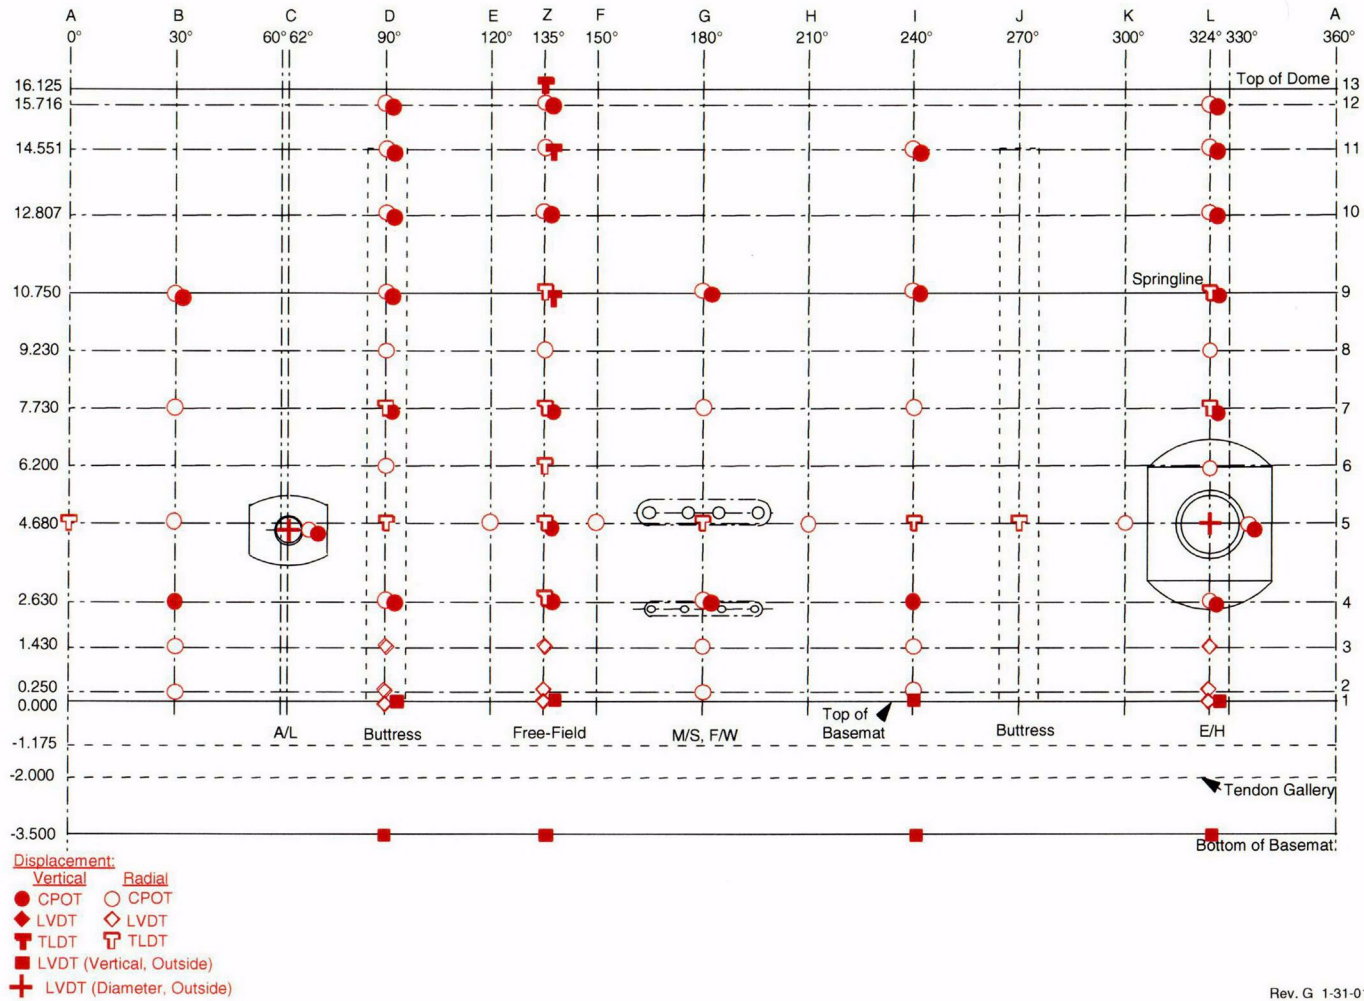 A B C D E Z F G H I J K L A
0° 30° 60° 62° 90° 120° 135° 150° 180° 210° 240° 270° 300° 324° 330° 360°
16.125 Top of Dome 13
15.716 12
14.551 11
12.807 10
Springline
10.750 9
9.230 8
7.730 7
6.200 6
4.680 5
2.630 4
1.430 3
0.250 2
0.000 1
Top of
A/L Buttress Free-Field M/S, F/W Basemat Buttress E/H
-1.175
-2.000
Tendon Gallery
-3.500
Bottom of Basemat
Displacement:
Vertical Radial
CPOT CPOT
LVDT LVDT
TLDT TLDT
LVDT (Vertical, Outside)
LVDT (Diameter, Outside)
Rev. G 1-31-01